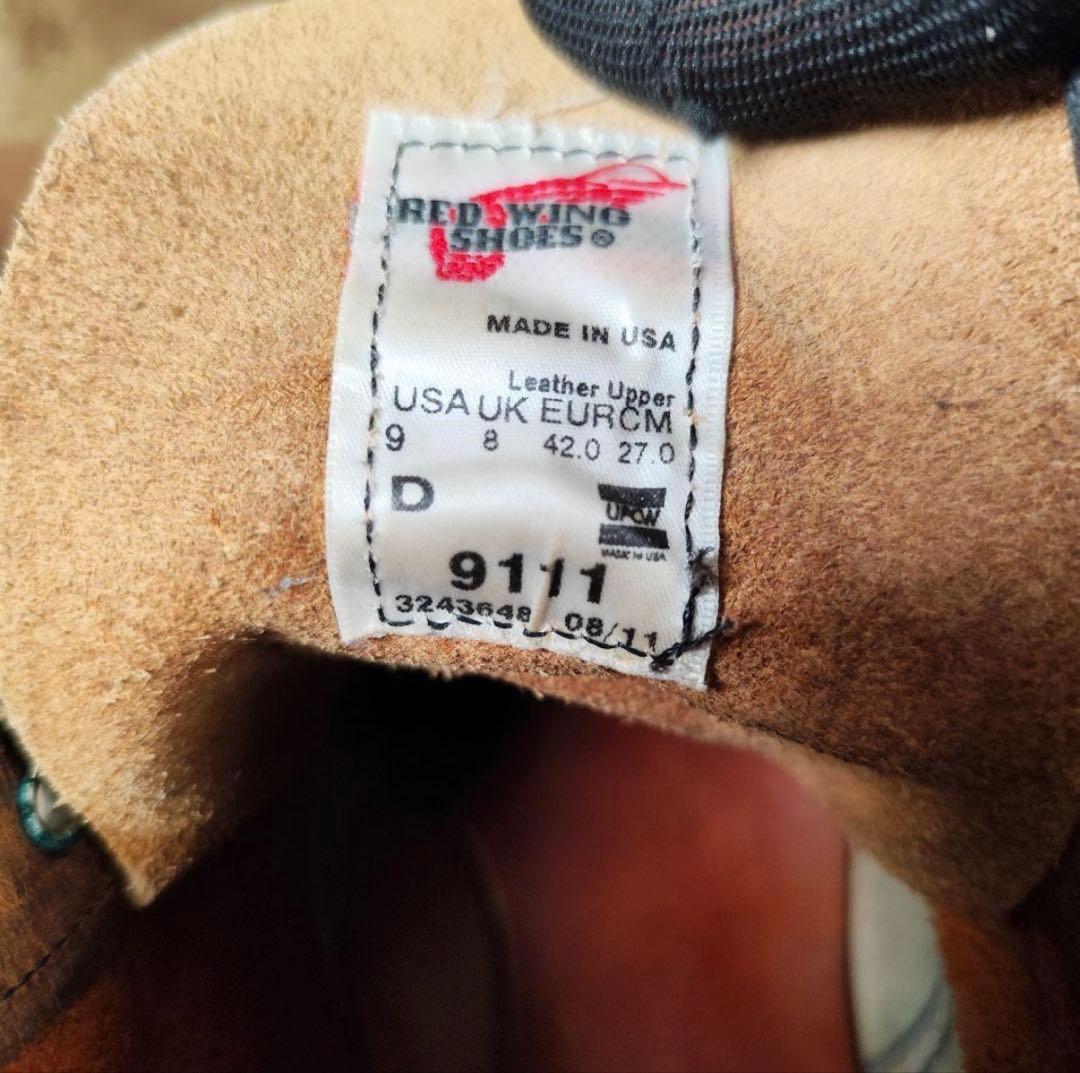 RED WING
SHOES®
MADE IN USA
Leather Upper
USA UK EUR CM
9 8 42.0 27.0
D
UFCW
MADE IN USA
9111
3243648 08/11